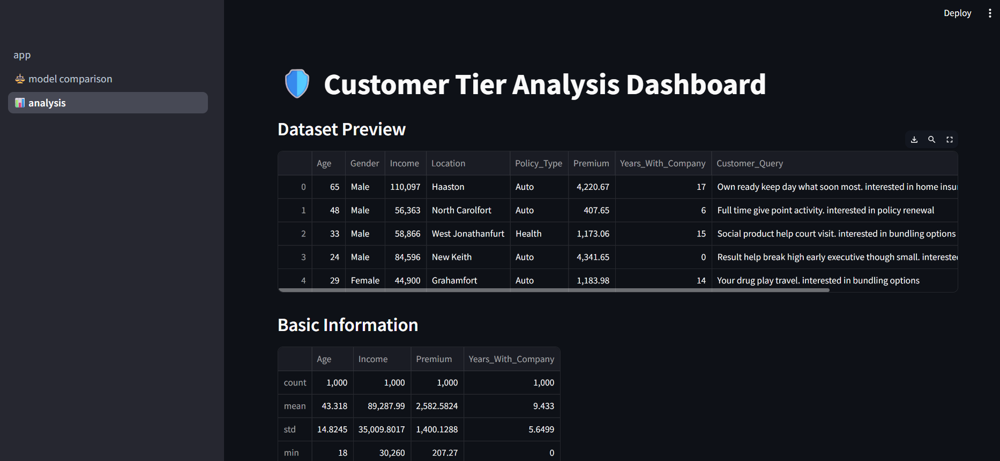 Deploy
app
model comparison
analysis
Customer Tier Analysis Dashboard
Dataset Preview
Age Gender Income Location Policy_Type Premium Years_With_Company Customer_Query
0 65 Male 110,097 Haaston Auto 4,220.67 17 Own ready keep day what soon most. interested in home insu
1 48 Male 56,363 North Carolfort Auto 407.65 6 Full time give point activity. interested in policy renewal
2 33 Male 58,866 West Jonathanfurt Health 1,173.06 15 Social product help court visit. interested in bundling options
3 24 Male 84,596 New Keith Auto 4,341.65 0 Result help break high early executive though small. interested
4 29 Female 44,900 Grahamfort Auto 1,183.98 14 Your drug play travel. interested in bundling options
Basic Information
Age Income Premium Years_With_Company
count 1,000 1,000 1,000 1,000
mean 43.318 89,287.99 2,582.5824 9.433
std 14.8245 35,009.8017 1,400.1288 5.6499
min 18 30,260 207.27 0